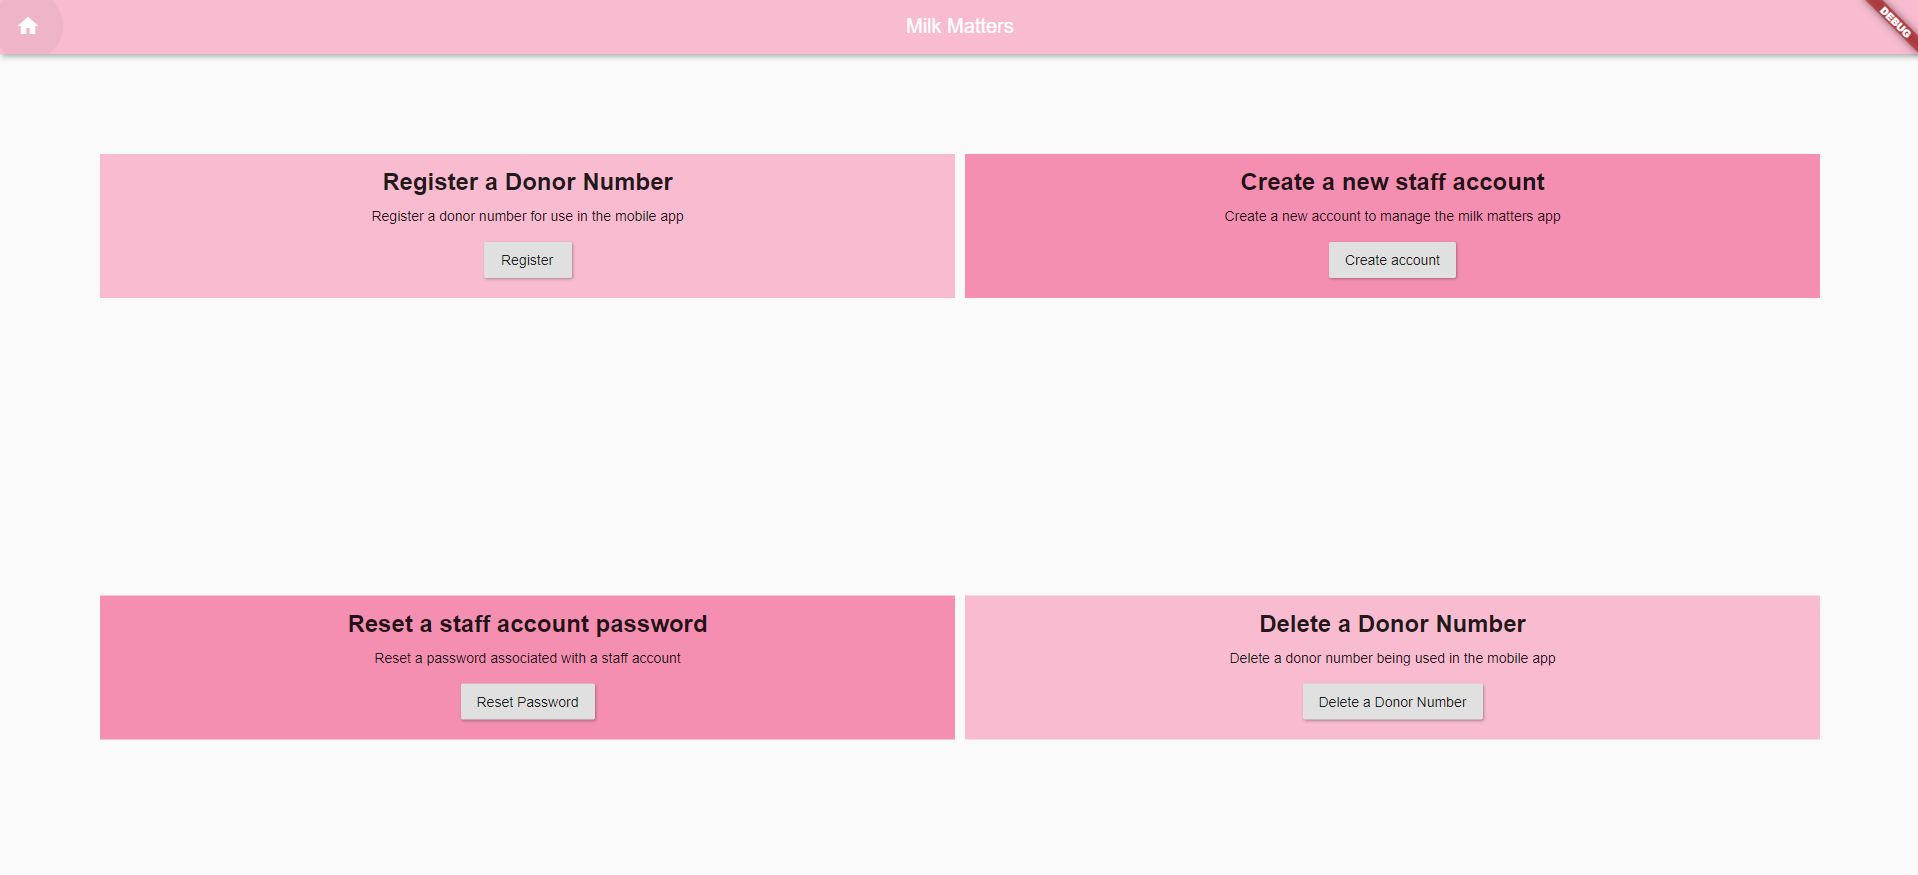 Milk Matters
DEBUG
Register a Donor Number
Register a donor number for use in the mobile app
Register
Create a new staff account
Create a new account to manage the milk matters app
Create account
Reset a staff account password
Reset a password associated with a staff account
Reset Password
Delete a Donor Number
Delete a donor number being used in the mobile app
Delete a Donor Number